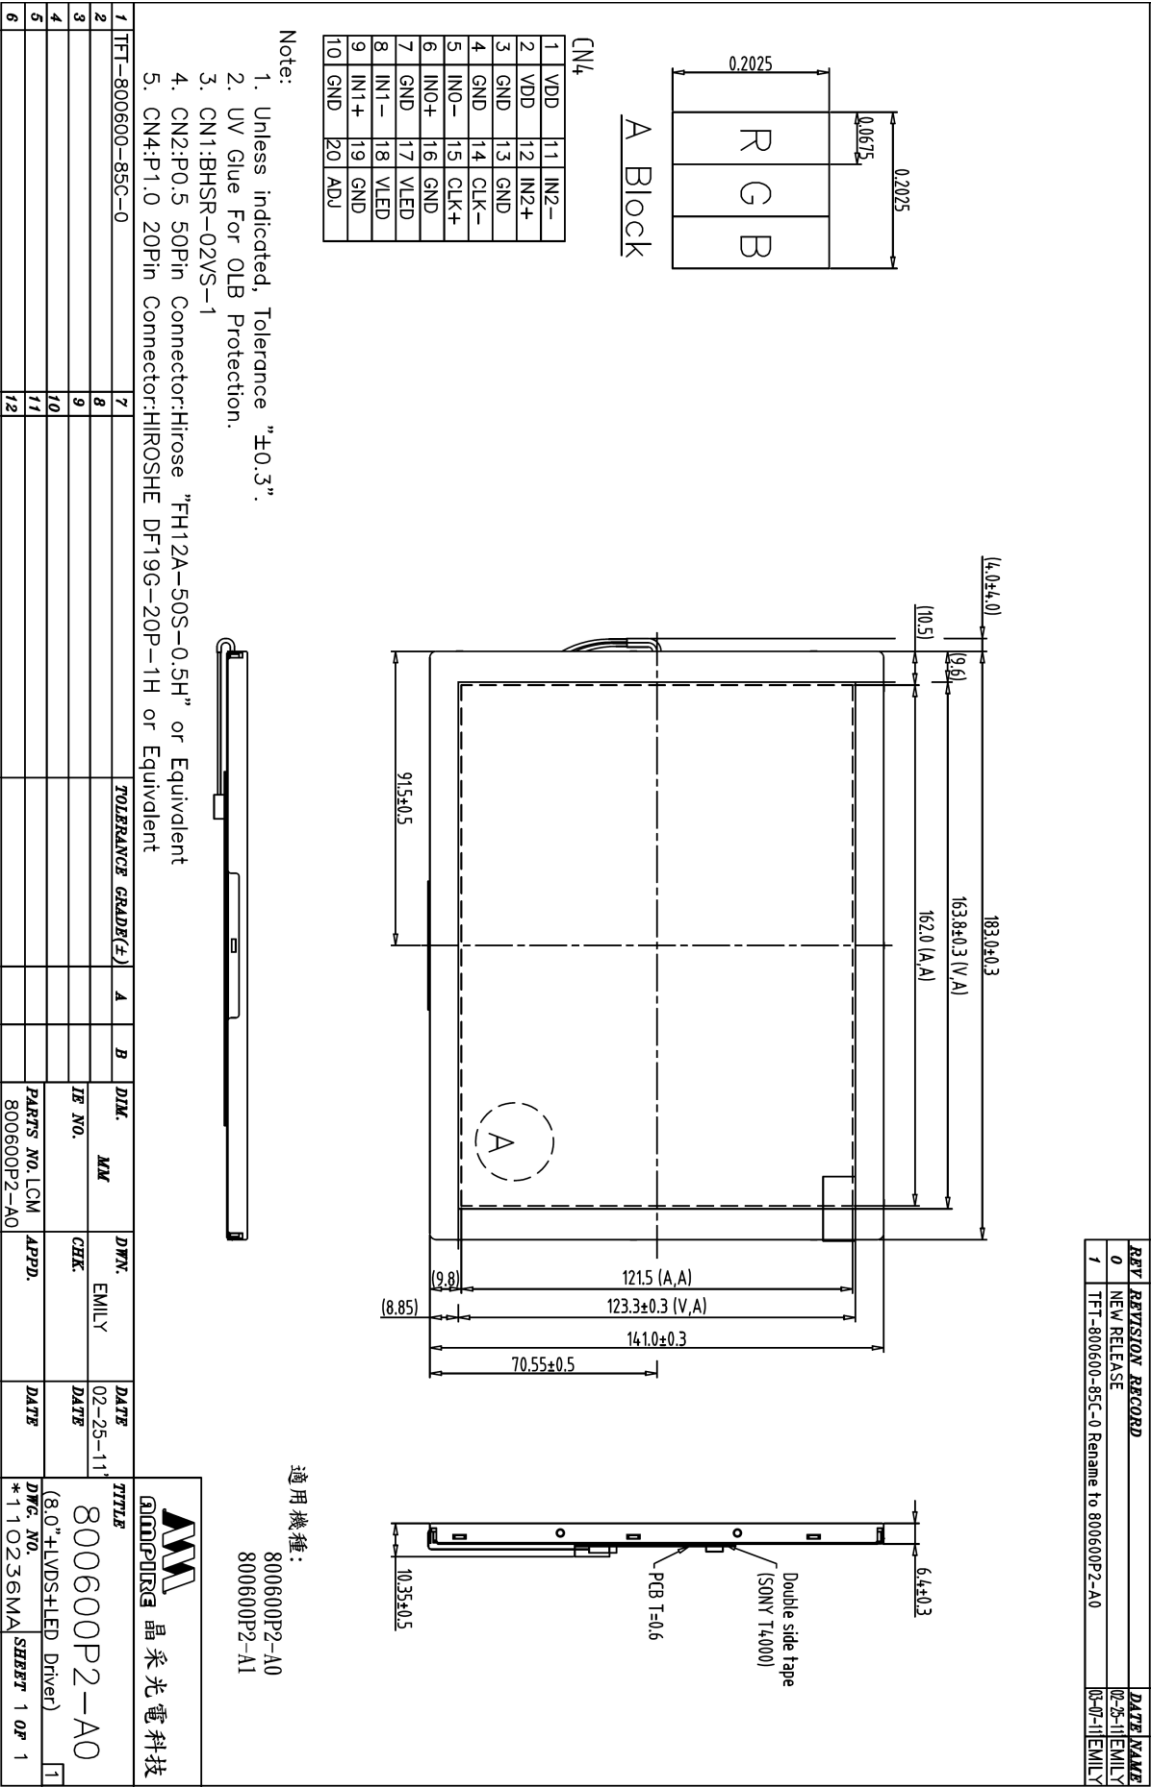 REV REVISION RECORD DATE NAME
0 NEW RELEASE 02-25-11' EMILY
1 TFT-800600-85C-0 Rename to 800600P2-A0 03-07-11' EMILY
0.2025
0.0675
0.2025
R G B
A Block
CN4
1 VDD 11 IN2-
2 VDD 12 IN2+
3 GND 13 GND
4 GND 14 CLK-
5 IN0- 15 CLK+
6 IN0+ 16 GND
7 GND 17 VLED
8 IN1- 18 VLED
9 IN1+ 19 GND
10 GND 20 ADJ
(4.0±4.0)
183.0±0.3
(9.6)
163.8±0.3 (V,A)
(10.5)
162.0 (A,A)
91.5±0.5
A
(9.8)
121.5 (A,A)
(8.85)
123.3±0.3 (V,A)
141.0±0.3
70.55±0.5
6.4±0.3
Double side tape
(SONY T4000)
PCB T=0.6
10.35±0.5
適用機種:
800600P2-A0
800600P2-A1
Note:
1. Unless indicated, Tolerance "±0.3".
2. UV Glue For OLB Protection.
3. CN1:BHSR-02VS-1
4. CN2:P0.5 50Pin Connector:Hirose "FH12A-50S-0.5H" or Equivalent
5. CN4:P1.0 20Pin Connector:HIROSHE DF19G-20P-1H or Equivalent
1 TFT-800600-85C-0 7
2 8
3 9
4 10
5 11
6 12
TOLERANCE GRADE(±) A B
DIM. MM
IE NO.
PARTS NO. LCM
800600P2-A0
DWN. EMILY
DATE 02-25-11'
CHK. DATE
APPD. DATE
AMPIRE 晶采光電科技
TITLE
800600P2-A0
(8.0"+LVDS+LED Driver) 1
DWG. NO.
*110236MA SHEET 1 OF 1